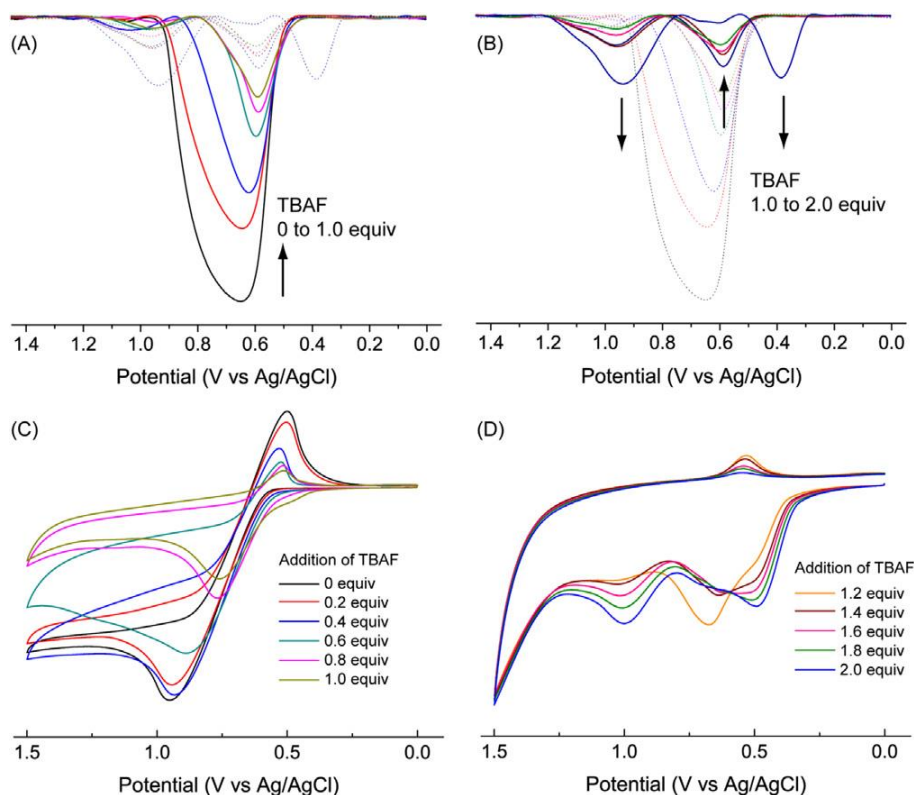 (A)
TBAF
0 to 1.0 equiv
1.4 1.2 1.0 0.8 0.6 0.4 0.2 0.0
Potential (V vs Ag/AgCl)
(B)
TBAF
1.0 to 2.0 equiv
1.4 1.2 1.0 0.8 0.6 0.4 0.2 0.0
Potential (V vs Ag/AgCl)
(C)
Addition of TBAF
0 equiv
0.2 equiv
0.4 equiv
0.6 equiv
0.8 equiv
1.0 equiv
1.5 1.0 0.5 0.0
Potential (V vs Ag/AgCl)
(D)
Addition of TBAF
1.2 equiv
1.4 equiv
1.6 equiv
1.8 equiv
2.0 equiv
1.5 1.0 0.5 0.0
Potential (V vs Ag/AgCl)